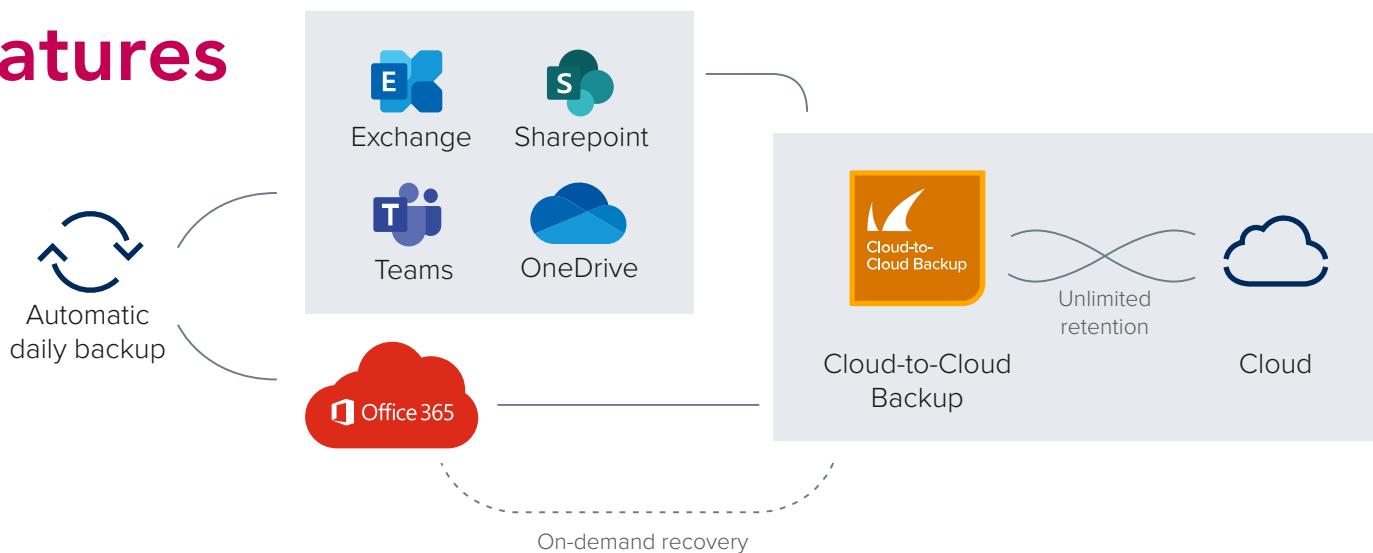 atures
E
S
Exchange
Sharepoint
T
Teams
OneDrive
Automatic
daily backup
Office 365
Cloud-to-
Cloud Backup
Unlimited
retention
Cloud-to-Cloud
Backup
Cloud
On-demand recovery